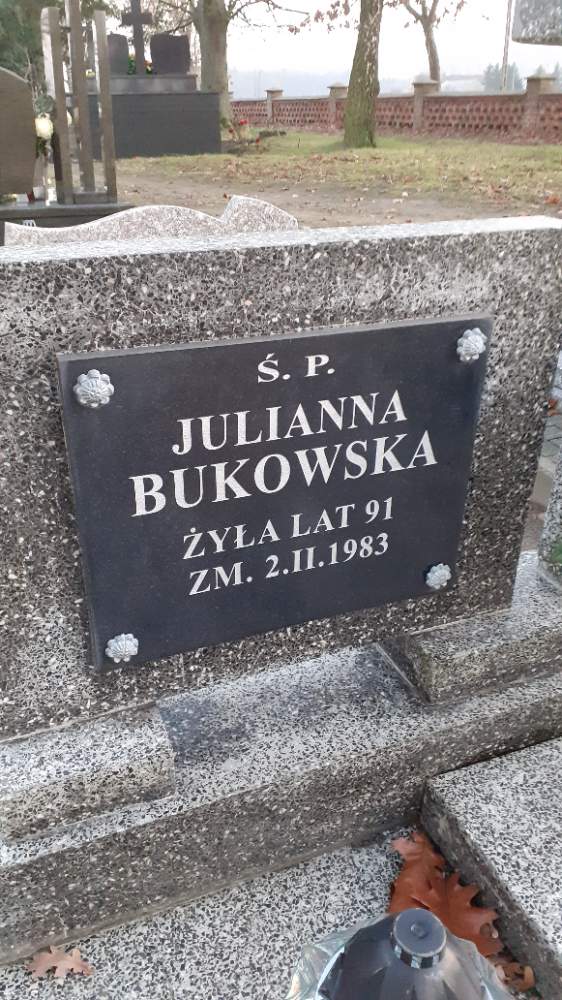 Ś. P.
JULIANNA
BUKOWSKA
ŻYŁA LAT 91
ZM. 2.II.1983